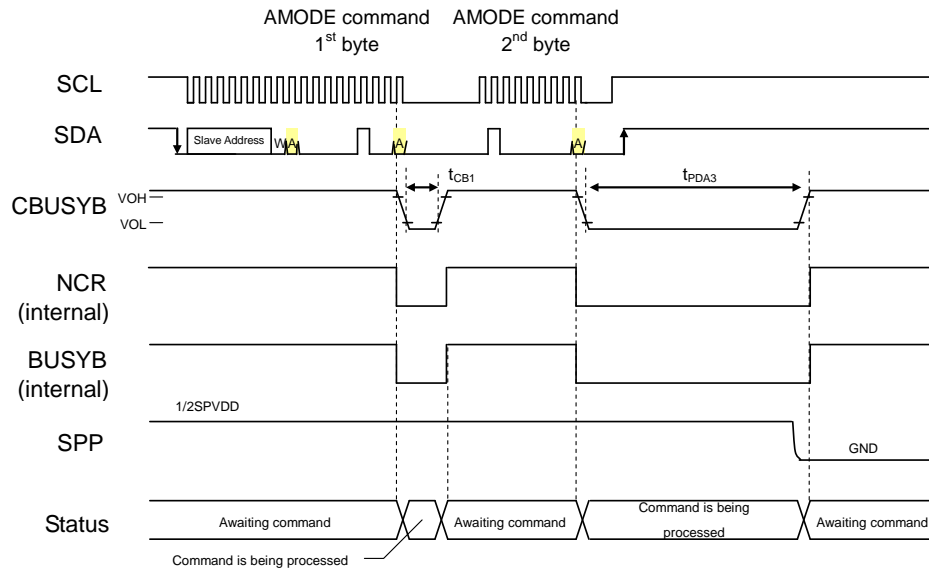 AMODE command
1st byte
AMODE command
2nd byte
SCL
SDA
Slave Address
W
A
A
A
tCB1
tPDA3
CBUSYB
VOH
VOL
NCR
(internal)
BUSYB
(internal)
1/2SPVDD
SPP
GND
Status
Awaiting command
Awaiting command
Command is being
processed
Awaiting command
Command is being processed